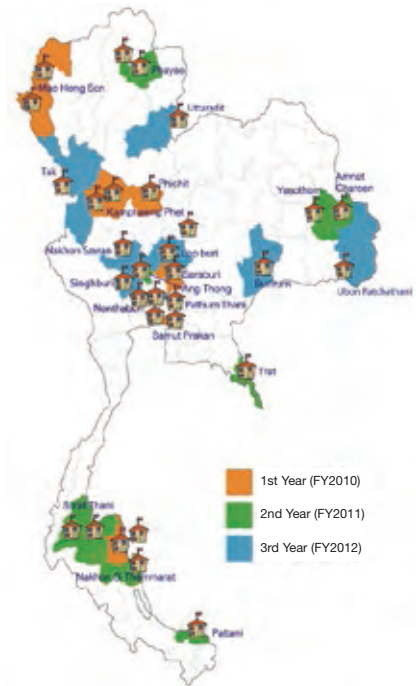 Phayao
Mae Hong Son
Uttaradit
Tak
Phichit
Kamphaeng Phet
Yasothon
Amnat
Charoen
Nakhon Sawan
Lop buri
Saraburi
Singhburi
Ang Thong
Buriram
Ubon Ratchathani
Nonthaburi
Pathum thani
Samut Prakan
Trat
1st Year (FY2010)
2nd Year (FY2011)
3rd Year (FY2012)
Surat Thani
Nakhon Si Thammarat
Pattani